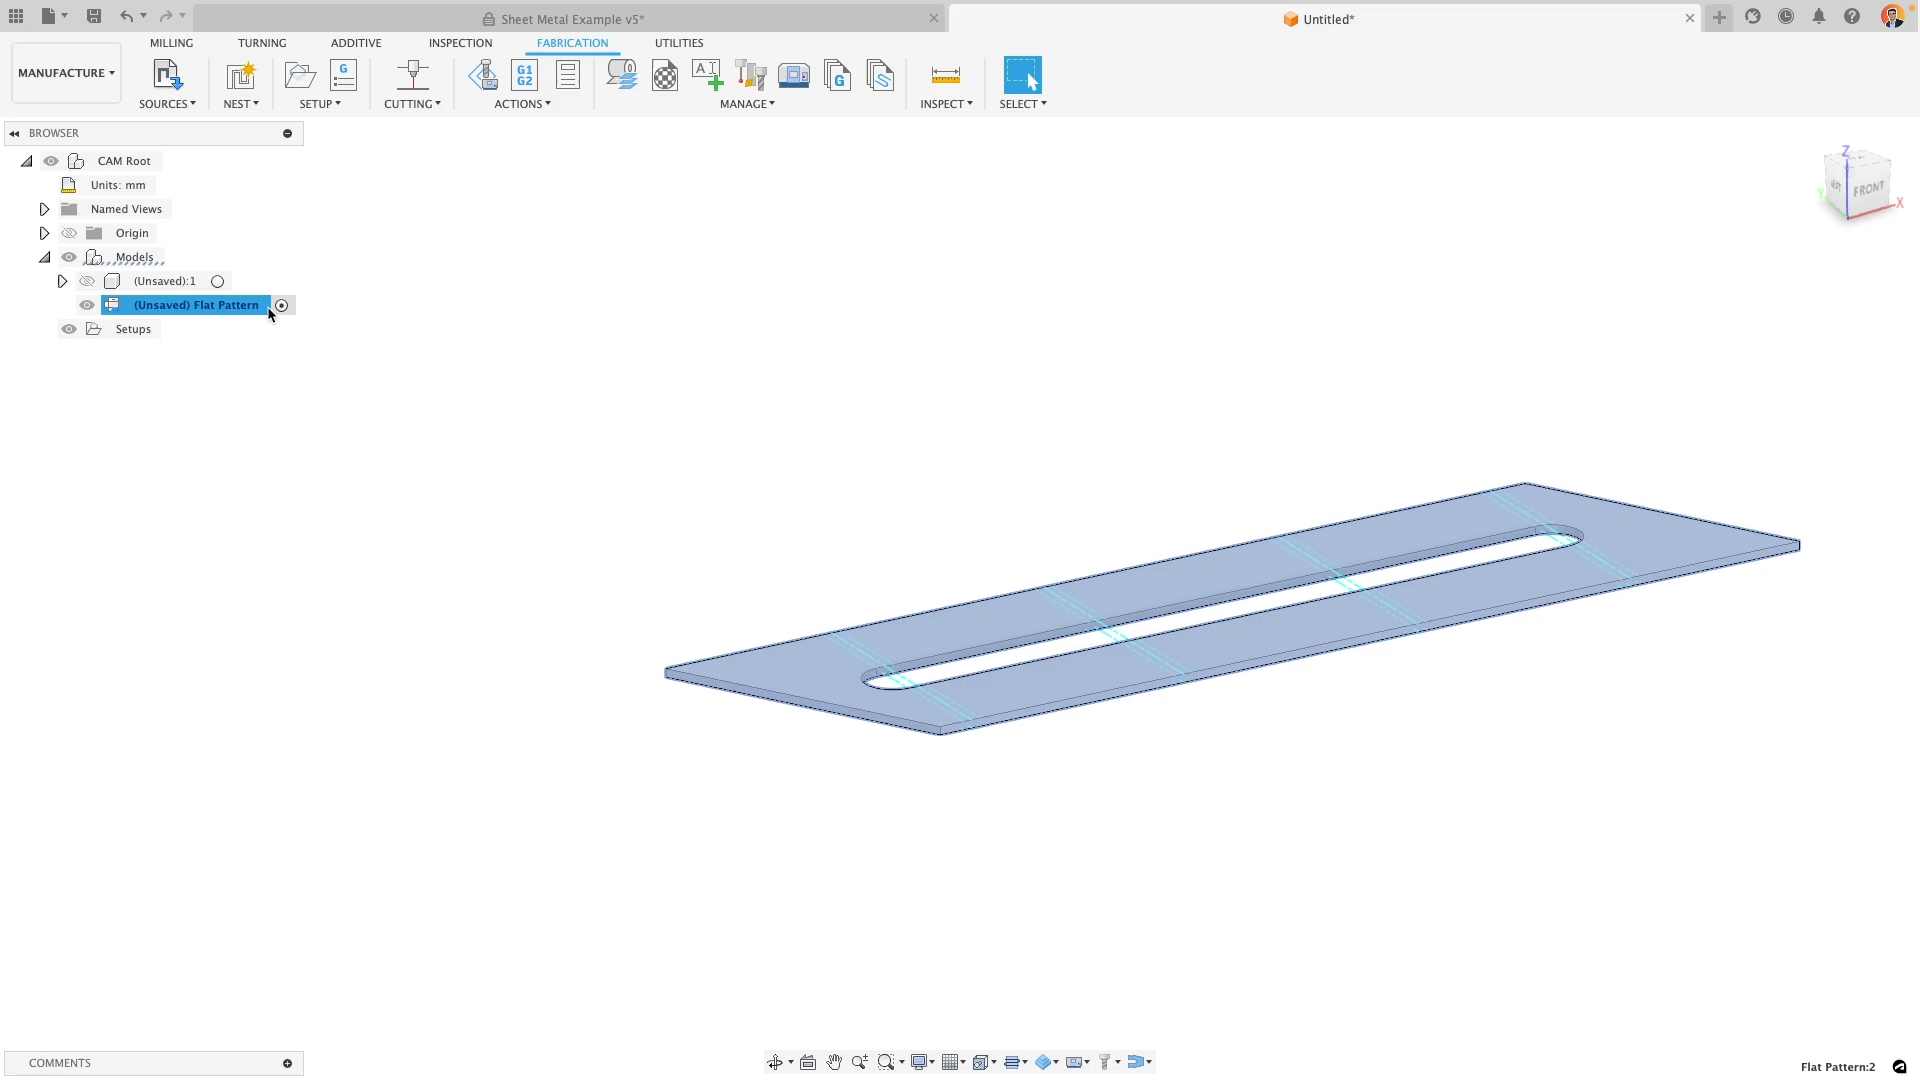 Sheet Metal Example v5*
Untitled*
MANUFACTURE
MILLING
TURNING
ADDITIVE
INSPECTION
FABRICATION
UTILITIES
G
G1
G2
A
G
SOURCES
NEST
SETUP
CUTTING
ACTIONS
MANAGE
INSPECT
SELECT
BROWSER
CAM Root
Units: mm
Named Views
Origin
Models
(Unsaved):1
(Unsaved) Flat Pattern
Setups
Z
LEFT
FRONT
Y
X
COMMENTS
Flat Pattern:2